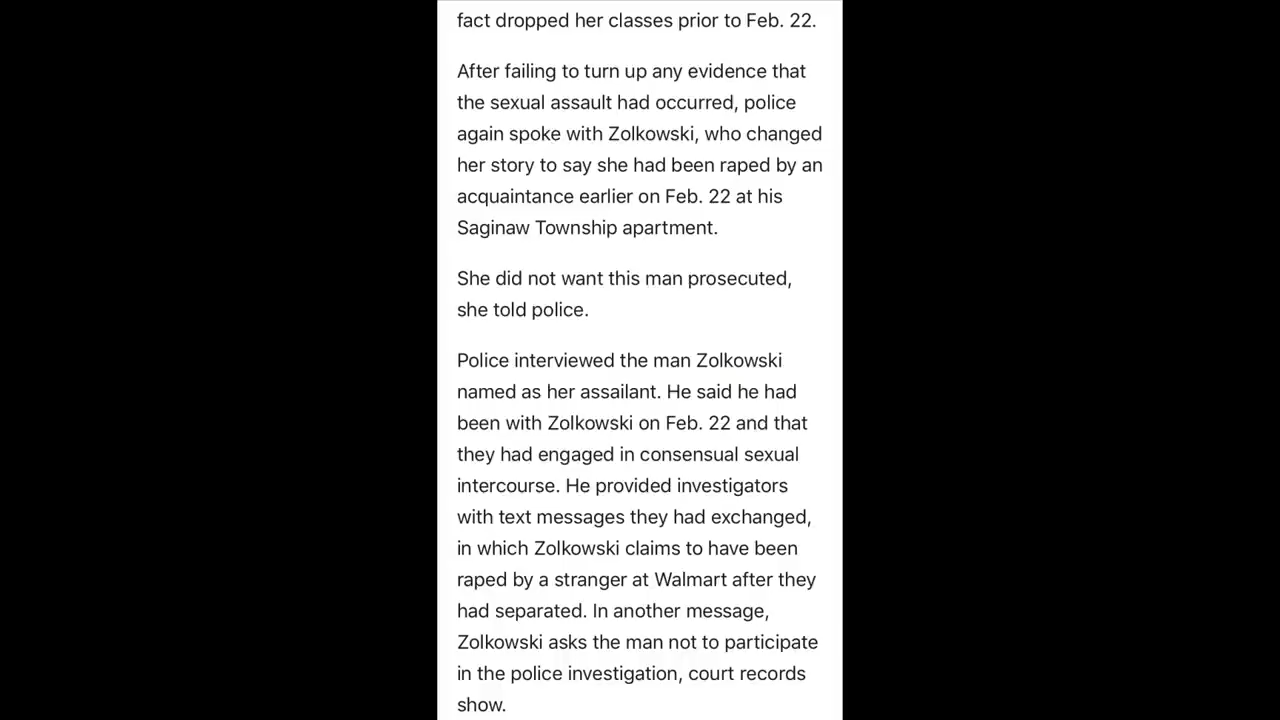 fact dropped her classes prior to Feb. 22.
After failing to turn up any evidence that
the sexual assault had occurred, police
again spoke with Zolkowski, who changed
her story to say she had been raped by an
acquaintance earlier on Feb. 22 at his
Saginaw Township apartment.
She did not want this man prosecuted,
she told police.
Police interviewed the man Zolkowski
named as her assailant. He said he had
been with Zolkowski on Feb. 22 and that
they had engaged in consensual sexual
intercourse. He provided investigators
with text messages they had exchanged,
in which Zolkowski claims to have been
raped by a stranger at Walmart after they
had separated. In another message,
Zolkowski asks the man not to participate
in the police investigation, court records
show.